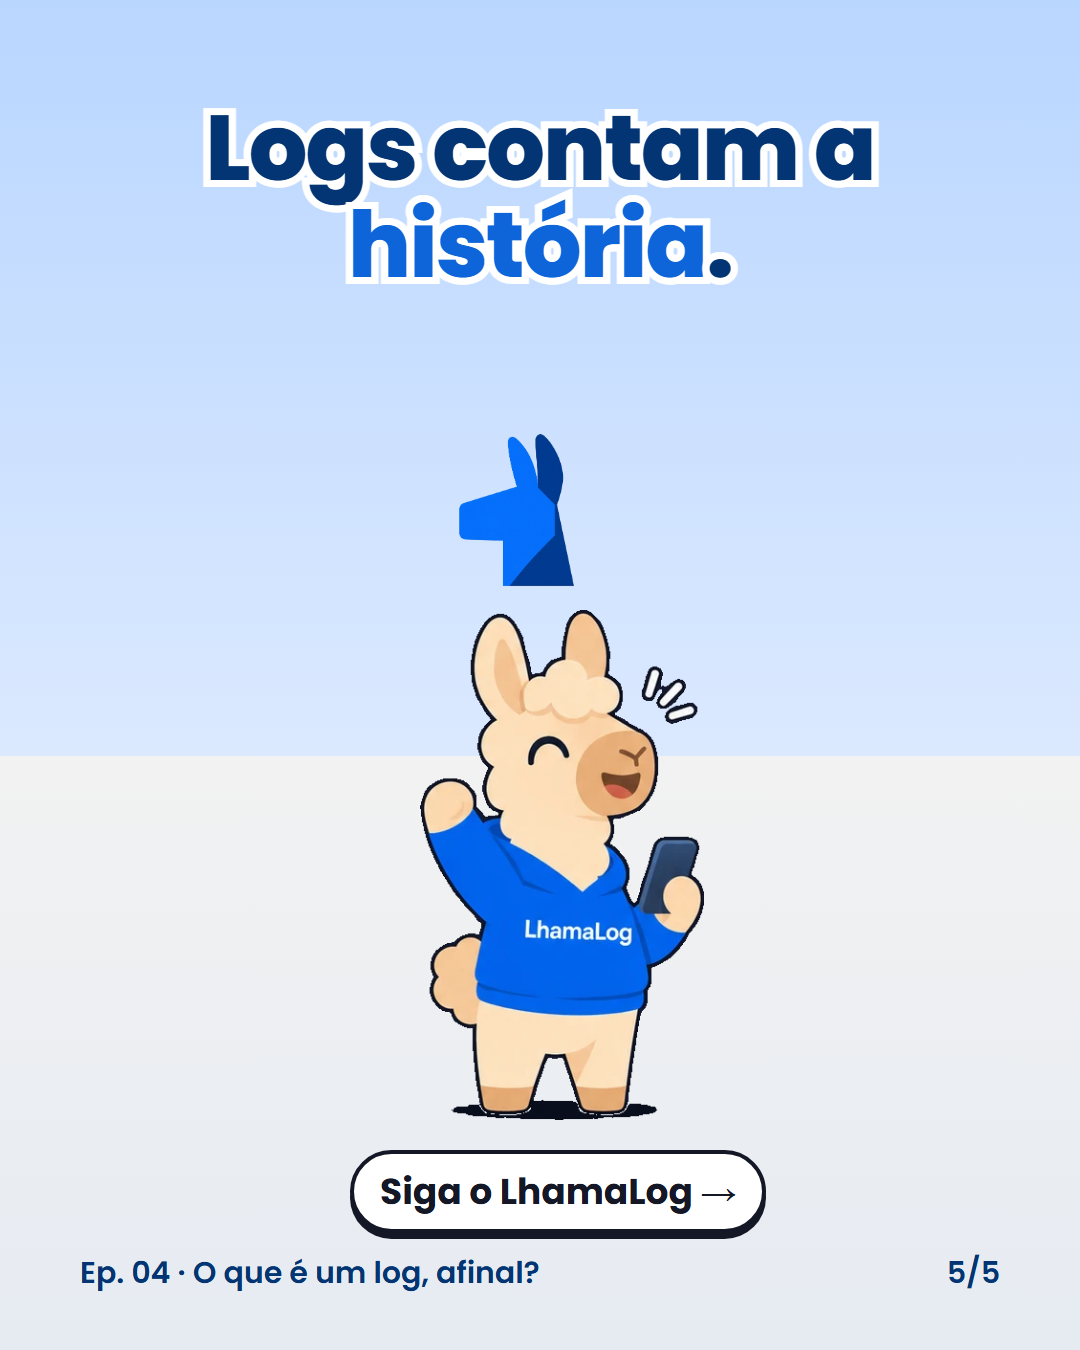 Logs contam a
história.
LhamaLog
Siga o LhamaLog →
Ep. 04 · O que é um log, afinal?
5/5